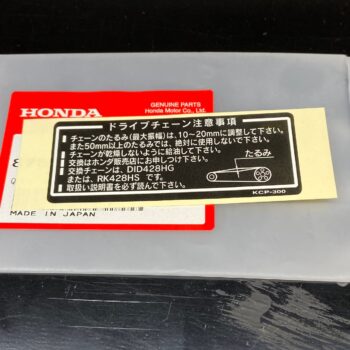 HONDA
GENUINE PARTS
Honda Motor Co., Ltd.
ドライブチェーン注意事項
チェーンのたるみ(最大振幅)は、10~20mmに調整して下さい。
また50mm以上のたるみでは、絶対に使用しないで下さい。
チェーンが乾燥しないように給油して下さい。
交換はホンダ販売店にお申しつけ下さい。
交換チェーンは、DID428HG
または、RK428HS です。
取扱い説明書を必ず読んで下さい。
たるみ
KCP-300
MADE IN JAPAN